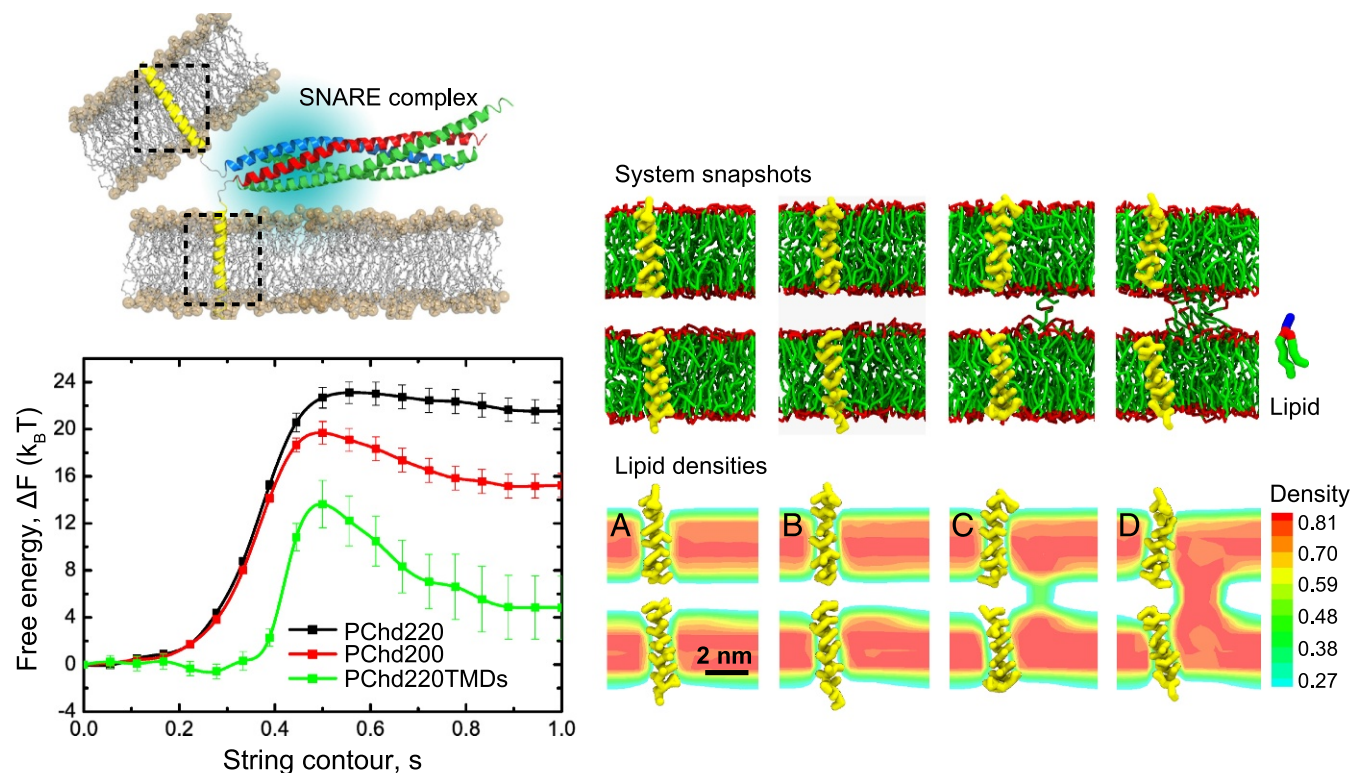 SNARE complex
System snapshots
Lipid
Free energy, ΔF (k_BT)
24
20
16
12
8
4
0
-4
PChd220
PChd200
PChd220TMDs
0.0
0.2
0.4
0.6
0.8
1.0
String contour, s
Lipid densities
A
B
C
D
2 nm
Density
0.81
0.70
0.59
0.48
0.38
0.27